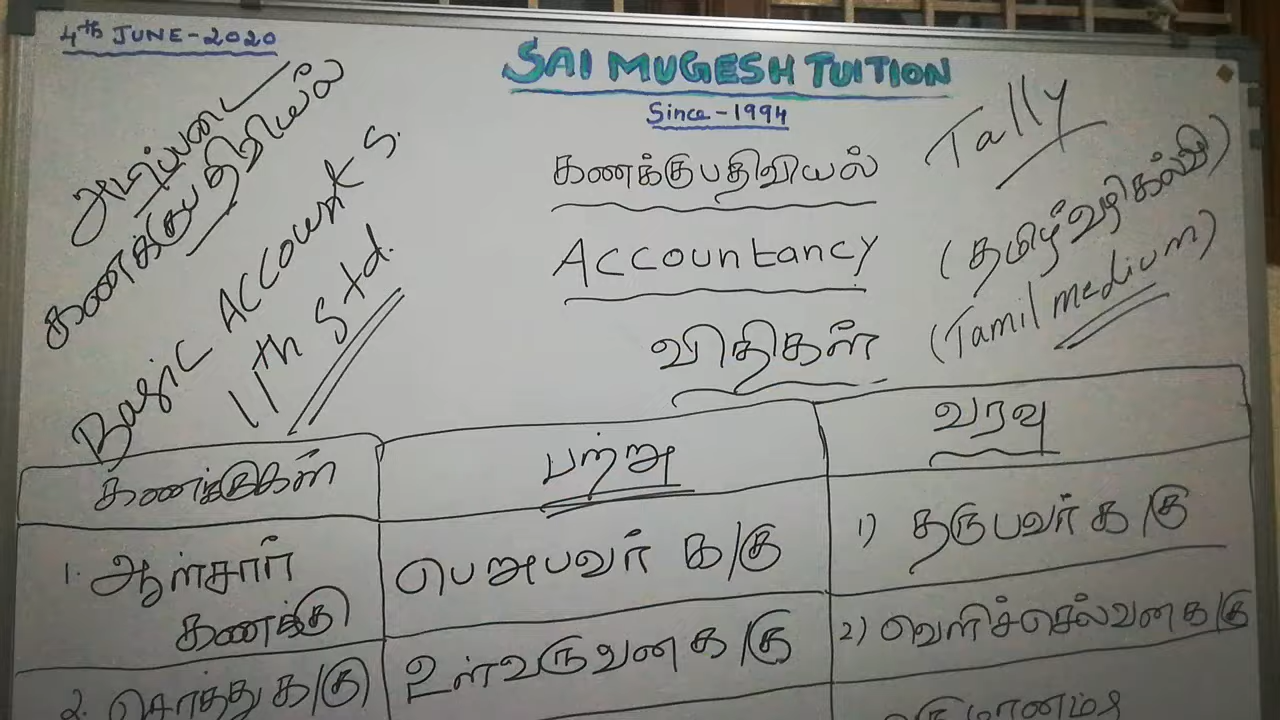 4th JUNE-2020
SAI MUGESH TUITION
Since-1994
அடிப்படை
கணக்குபதிவியல்
Basic Accounts.
11th Std.
கணக்குபதிவியல்
Accountancy
விதிகள்
Tally
(தமிழ்வழிகல்வி)
(Tamil medium)
கணக்குகள் பற்று வரவு
1. ஆள்சார் பெறுபவர் க/கு 1) தருபவர் க/கு
கணக்கு
2. சொத்து க/கு உள்வருவன க/கு 2) வெளிச்செல்வன க/கு